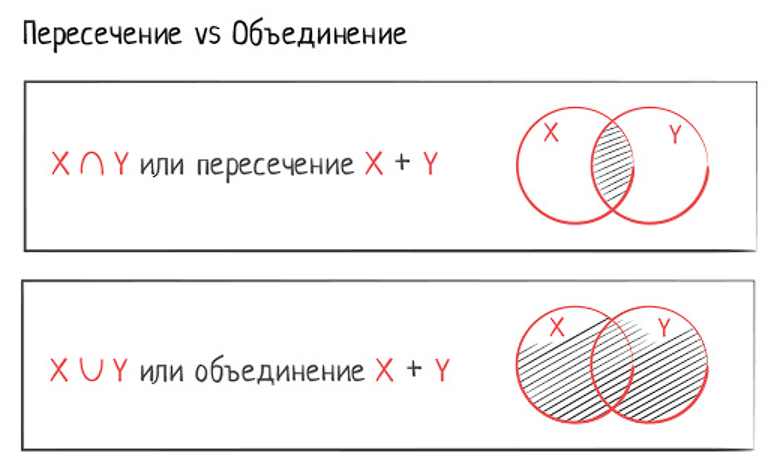 Пересечение vs Объединение
X ∩ Y или пересечение X + Y
X Y
X ∪ Y или объединение X + Y
X Y